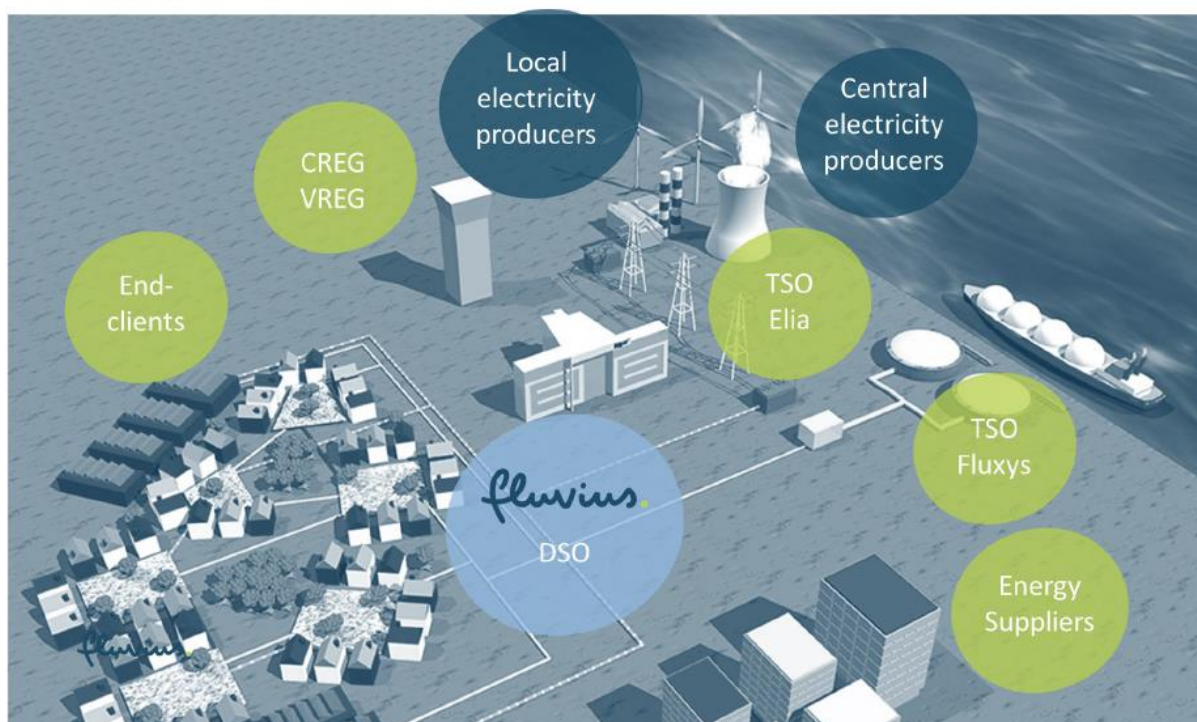 Local
electricity
producers
Central
electricity
producers
CREG
VREG
End-
clients
TSO
Elia
TSO
Fluxys
fluvius.
DSO
Energy
Suppliers
fluvius.